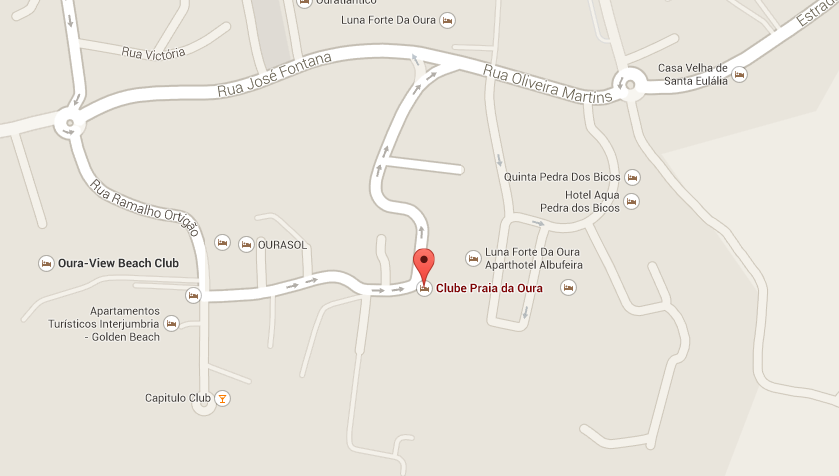 Ouratlântico
Luna Forte Da Oura
Rua Victória
Estrad
Rua José Fontana
Rua Oliveira Martins
Casa Velha de
Santa Eulália
Rua Ramalho Ortigão
Quinta Pedra Dos Bicos
Hotel Aqua
Pedra dos Bicos
OURASOL
Luna Forte Da Oura
Aparthotel Albufeira
Oura-View Beach Club
Clube Praia da Oura
Apartamentos
Turísticos Interjumbria
- Golden Beach
Capitulo Club